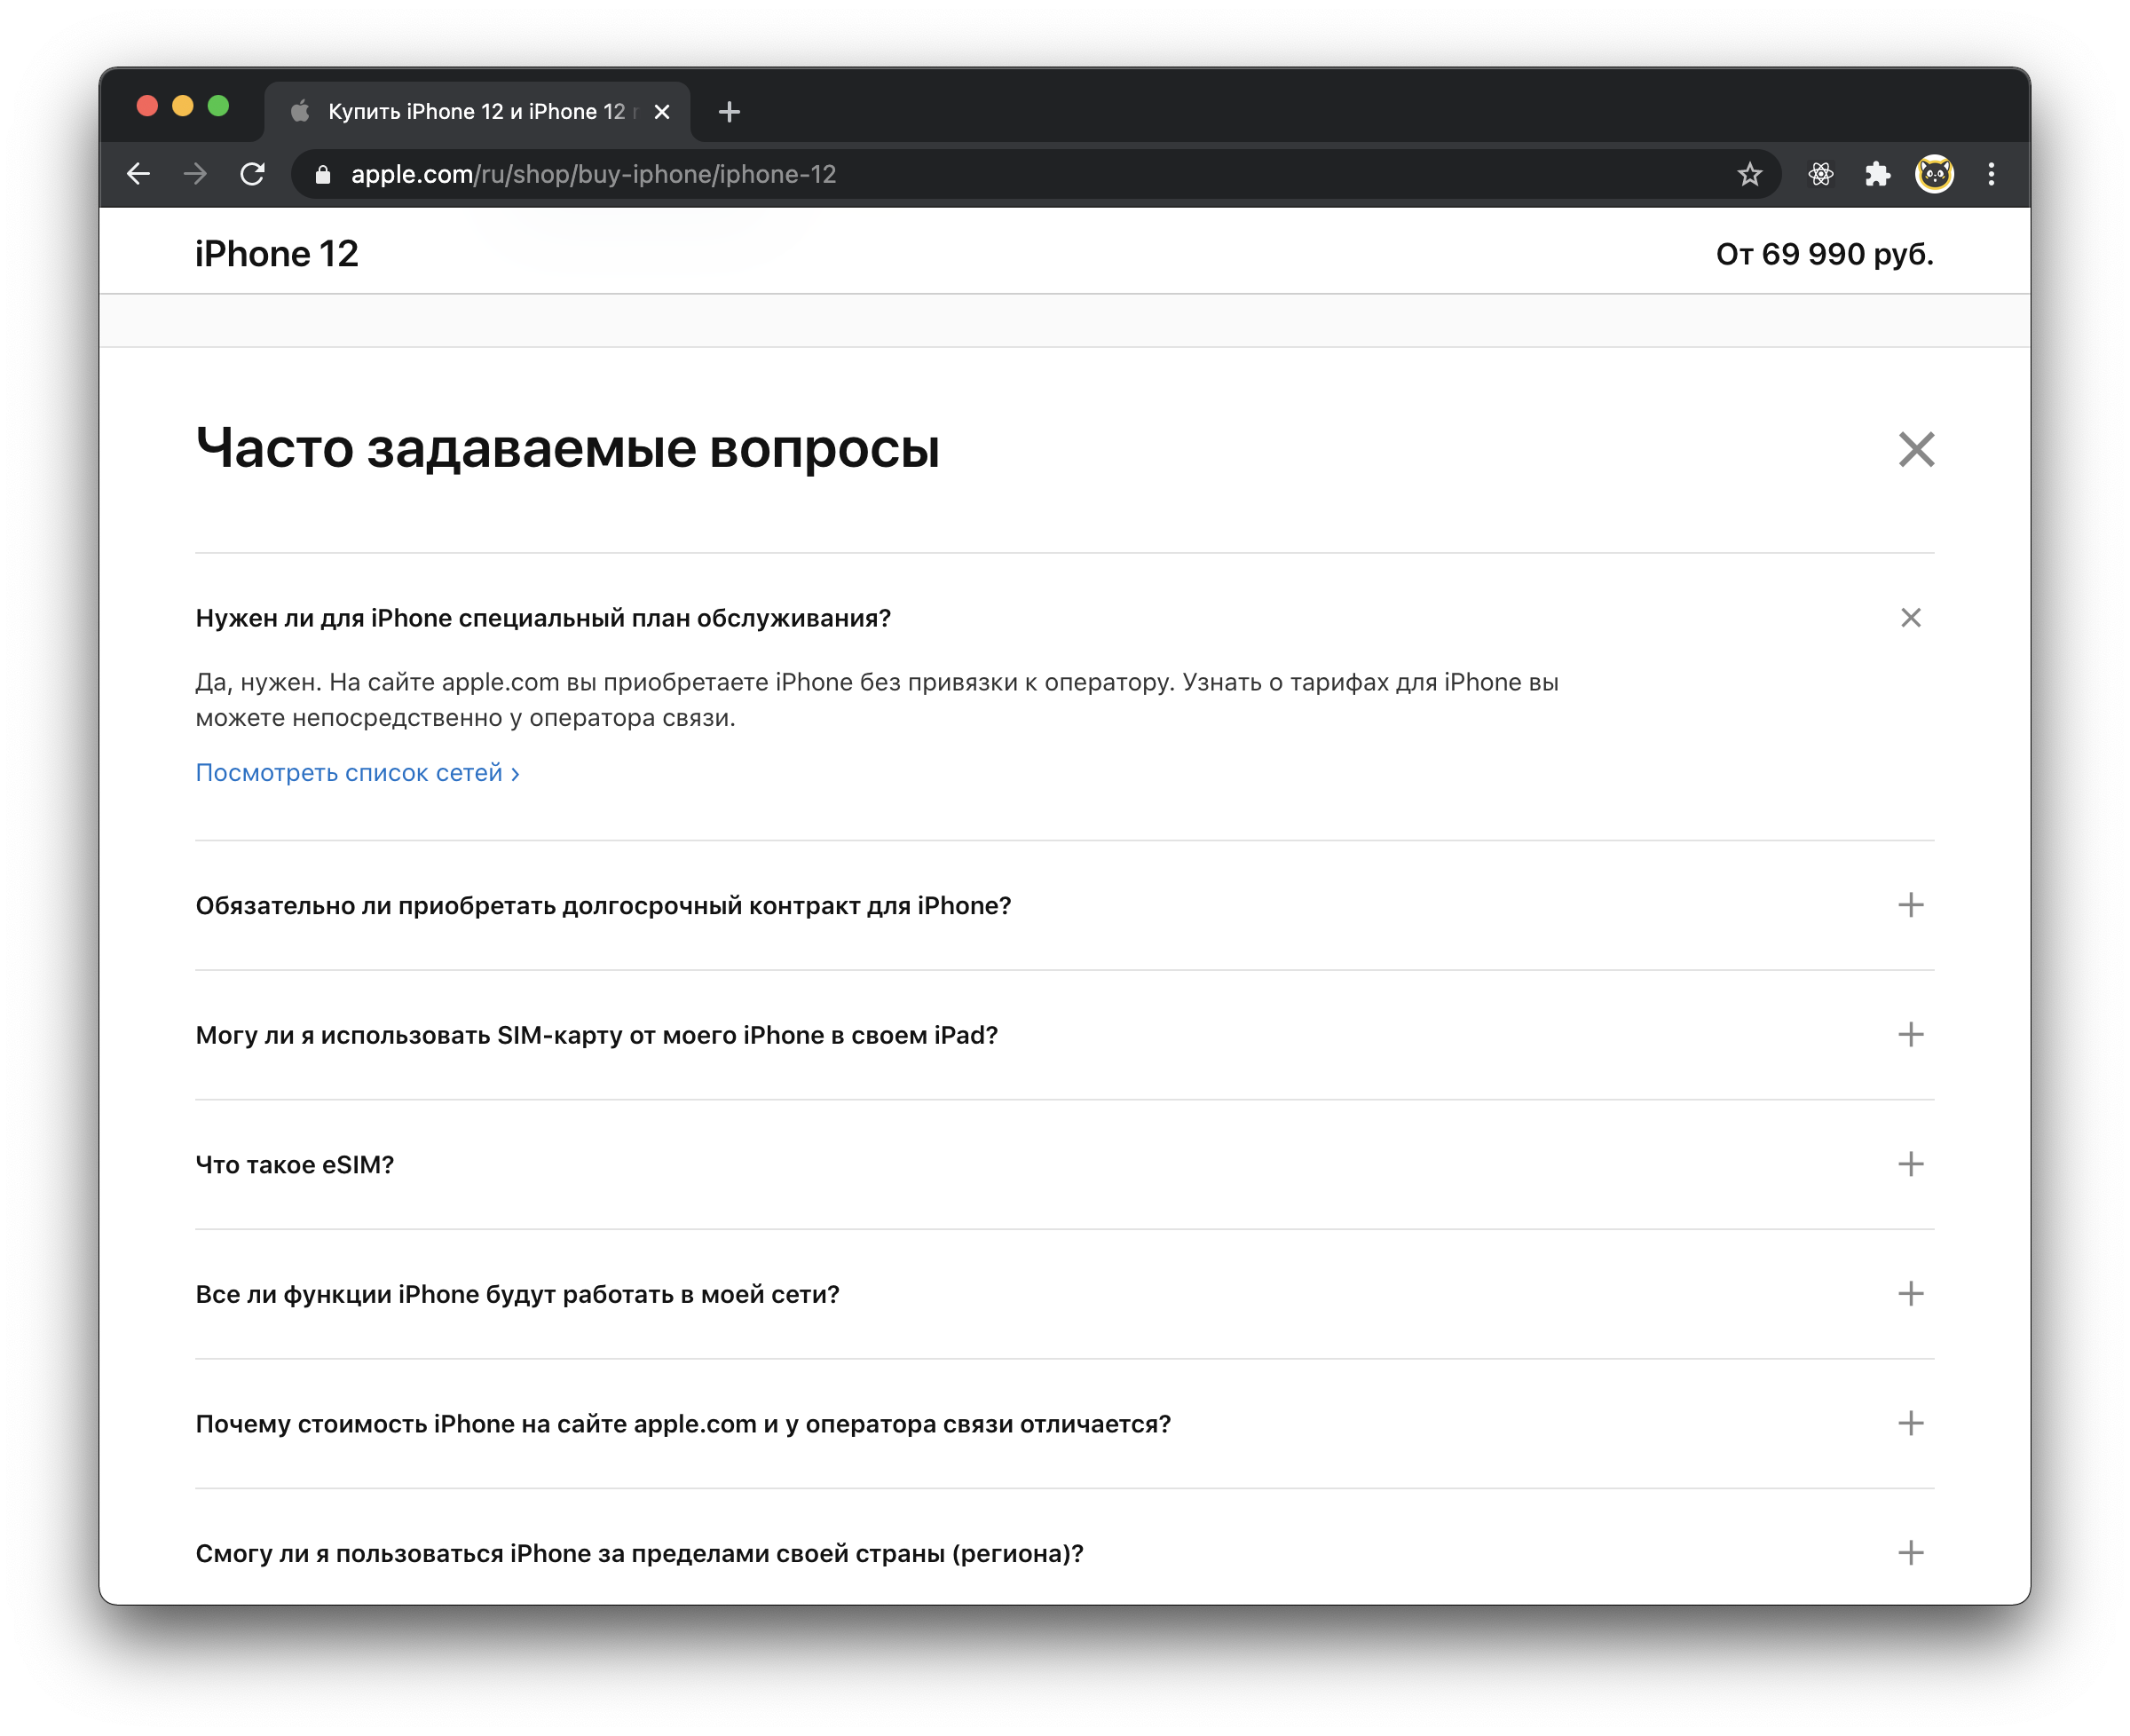 Купить iPhone 12 и iPhone 12
apple.com/ru/shop/buy-iphone/iphone-12
iPhone 12
От 69 990 руб.
Часто задаваемые вопросы
Нужен ли для iPhone специальный план обслуживания?
Да, нужен. На сайте apple.com вы приобретаете iPhone без привязки к оператору. Узнать о тарифах для iPhone вы
можете непосредственно у оператора связи.
Посмотреть список сетей ›
Обязательно ли приобретать долгосрочный контракт для iPhone?
Могу ли я использовать SIM-карту от моего iPhone в своем iPad?
Что такое eSIM?
Все ли функции iPhone будут работать в моей сети?
Почему стоимость iPhone на сайте apple.com и у оператора связи отличается?
Смогу ли я пользоваться iPhone за пределами своей страны (региона)?